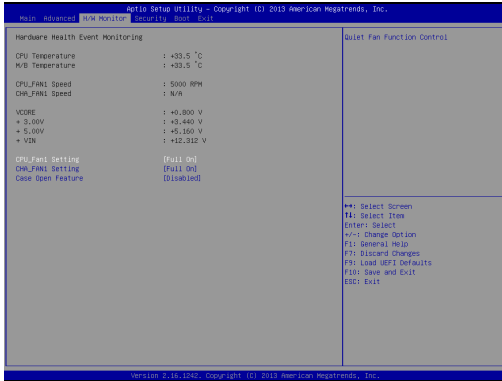 Aptio Setup Utility – Copyright (C) 2013 American Megatrends, Inc.
Main Advanced H/W Monitor Security Boot Exit
Hardware Health Event Monitoring
CPU Temperature : +33.5 °C
M/B Temperature : +33.5 °C
CPU_FAN1 Speed : 5000 RPM
CHA_FAN1 Speed : N/A
VCORE : +0.800 V
+ 3.00V : +3.440 V
+ 5.00V : +5.160 V
+ VIN : +12.312 V
CPU_Fan1 Setting [Full On]
CHA_FAN1 Setting [Full On]
Case Open Feature [Disabled]
Quiet Fan Function Control
→←: Select Screen
↑↓: Select Item
Enter: Select
+/-: Change Option
F1: General Help
F7: Discard Changes
F9: Load UEFI Defaults
F10: Save and Exit
ESC: Exit
Version 2.16.1242. Copyright (C) 2013 American Megatrends, Inc.